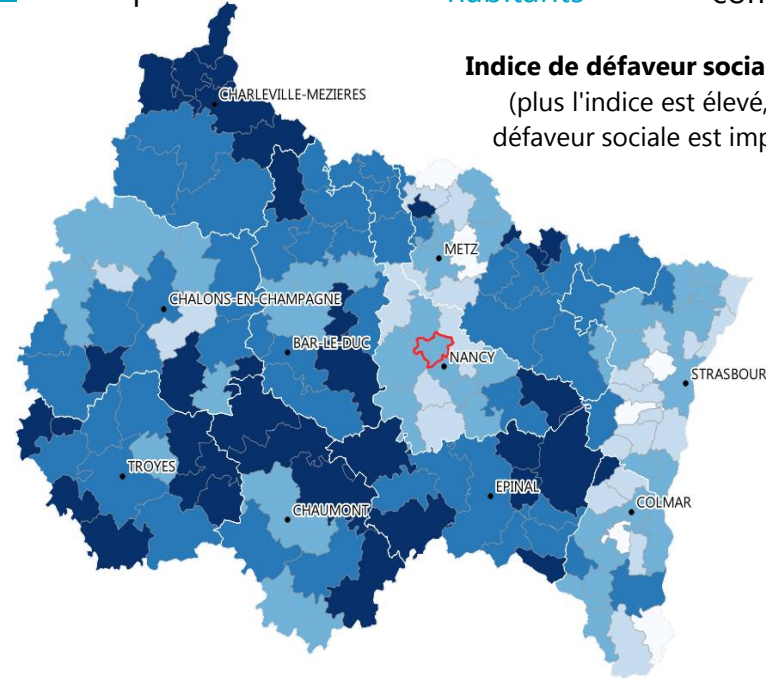 habitants
Indice de défaveur socia
(plus l'indice est élevé,
défaveur sociale est imp
CHARLEVILLE-MEZIERES
METZ
CHALONS-EN-CHAMPAGNE
BAR-LE-DUC
NANCY
STRASBOUR
TROYES
EPINAL
CHAUMONT
COLMAR